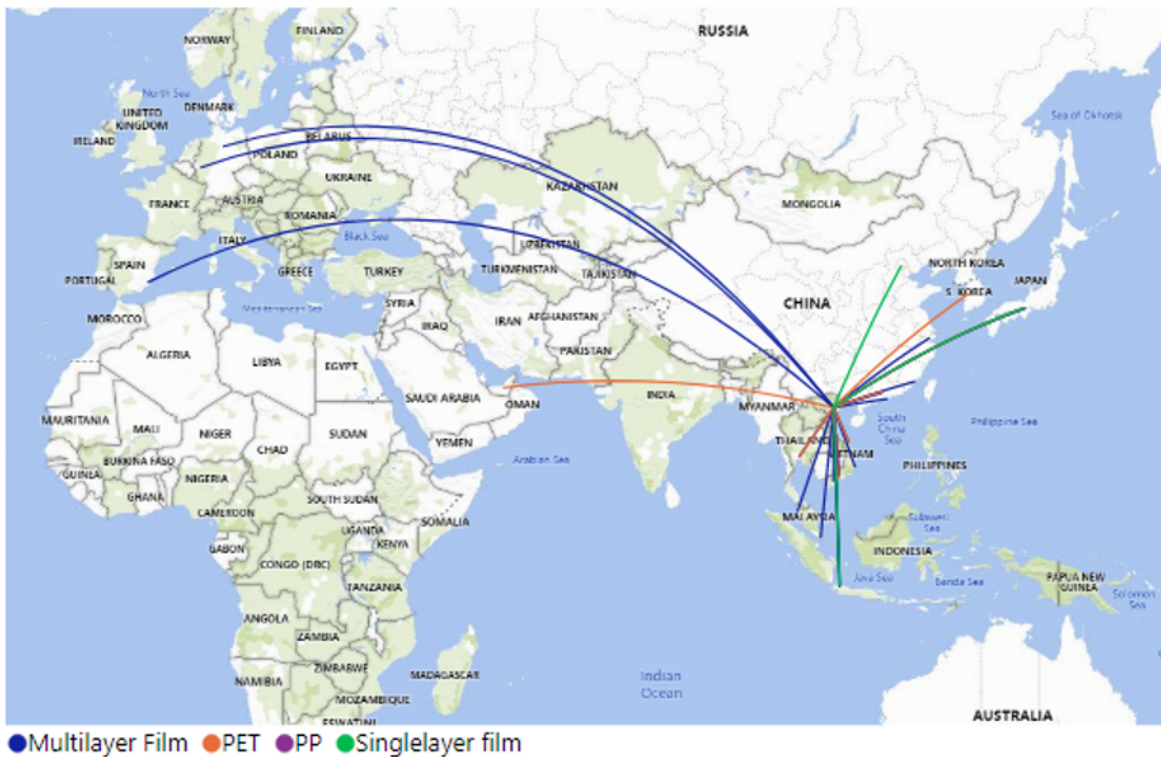 FINLAND
NORWAY
RUSSIA
North Sea
DENMARK
UNITED
KINGDOM
Sea of Okhotsk
IRELAND
BELARUS
POLAND
UKRAINE
KAZAKHSTAN
FRANCE
AUSTRIA
MONGOLIA
ROMANIA
ITALY
Black Sea
UZBEKISTAN
SPAIN
NORTH KOREA
PORTUGAL
GREECE
TURKEY
TURKMENISTAN
TAJIKISTAN
JAPAN
S. KOREA
SYRIA
CHINA
Mediterranean Sea
MOROCCO
IRAQ
IRAN
AFGHANISTAN
ALGERIA
LIBYA
EGYPT
PAKISTAN
SAUDI ARABIA
OMAN
INDIA
MYANMAR
MAURITANIA
MALI
NIGER
CHAD
SUDAN
YEMEN
South
China
Sea
Philippine Sea
THAILAND
VIETNAM
BURKINA FASO
Arabian Sea
PHILIPPINES
GUINEA
GHANA
NIGERIA
SOUTH SUDAN
CAMEROON
SOMALIA
MALAYSIA
Sulawesi
Sea
UGANDA
KENYA
GABON
CONGO (DRC)
INDONESIA
TANZANIA
Java Sea
Banda Sea
PAPUA NEW
GUINEA
Solomon
Sea
ANGOLA
ZAMBIA
ZIMBABWE
MADAGASCAR
NAMIBIA
MOZAMBIQUE
Indian
Ocean
ESWATINI
AUSTRALIA
Multilayer Film PET PP Singlelayer film